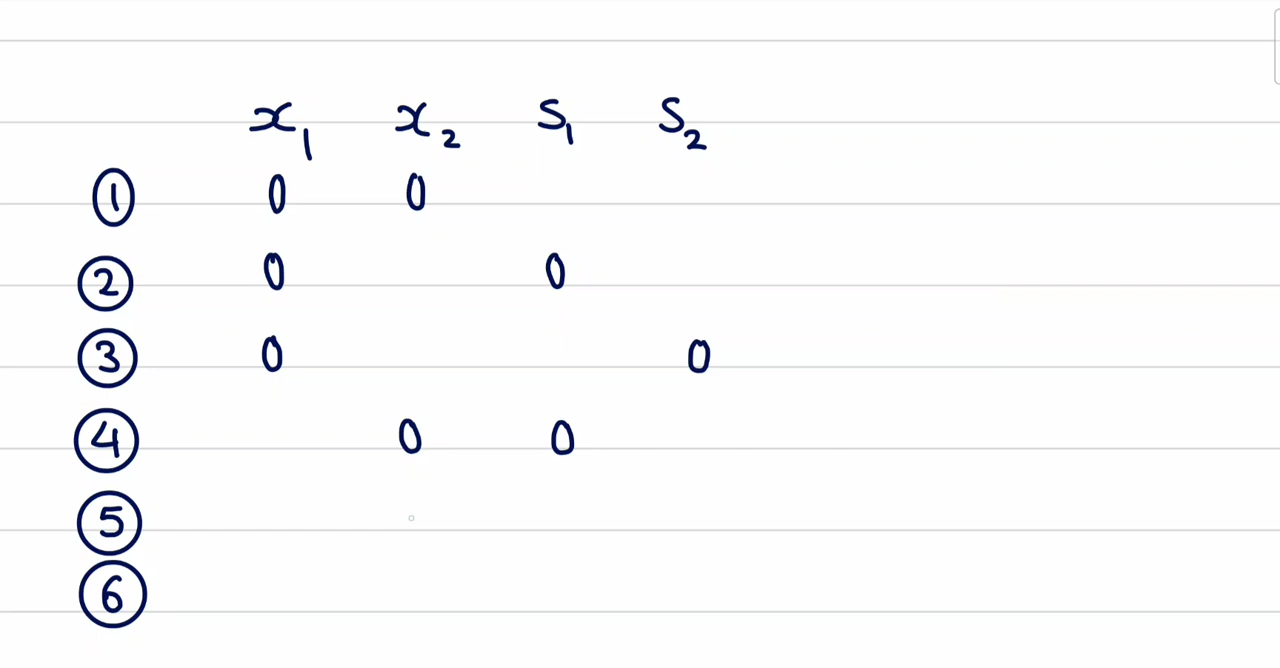 x₁ x₂ S₁ S₂
① 0 0
② 0 0
③ 0 0
④ 0 0
⑤
⑥